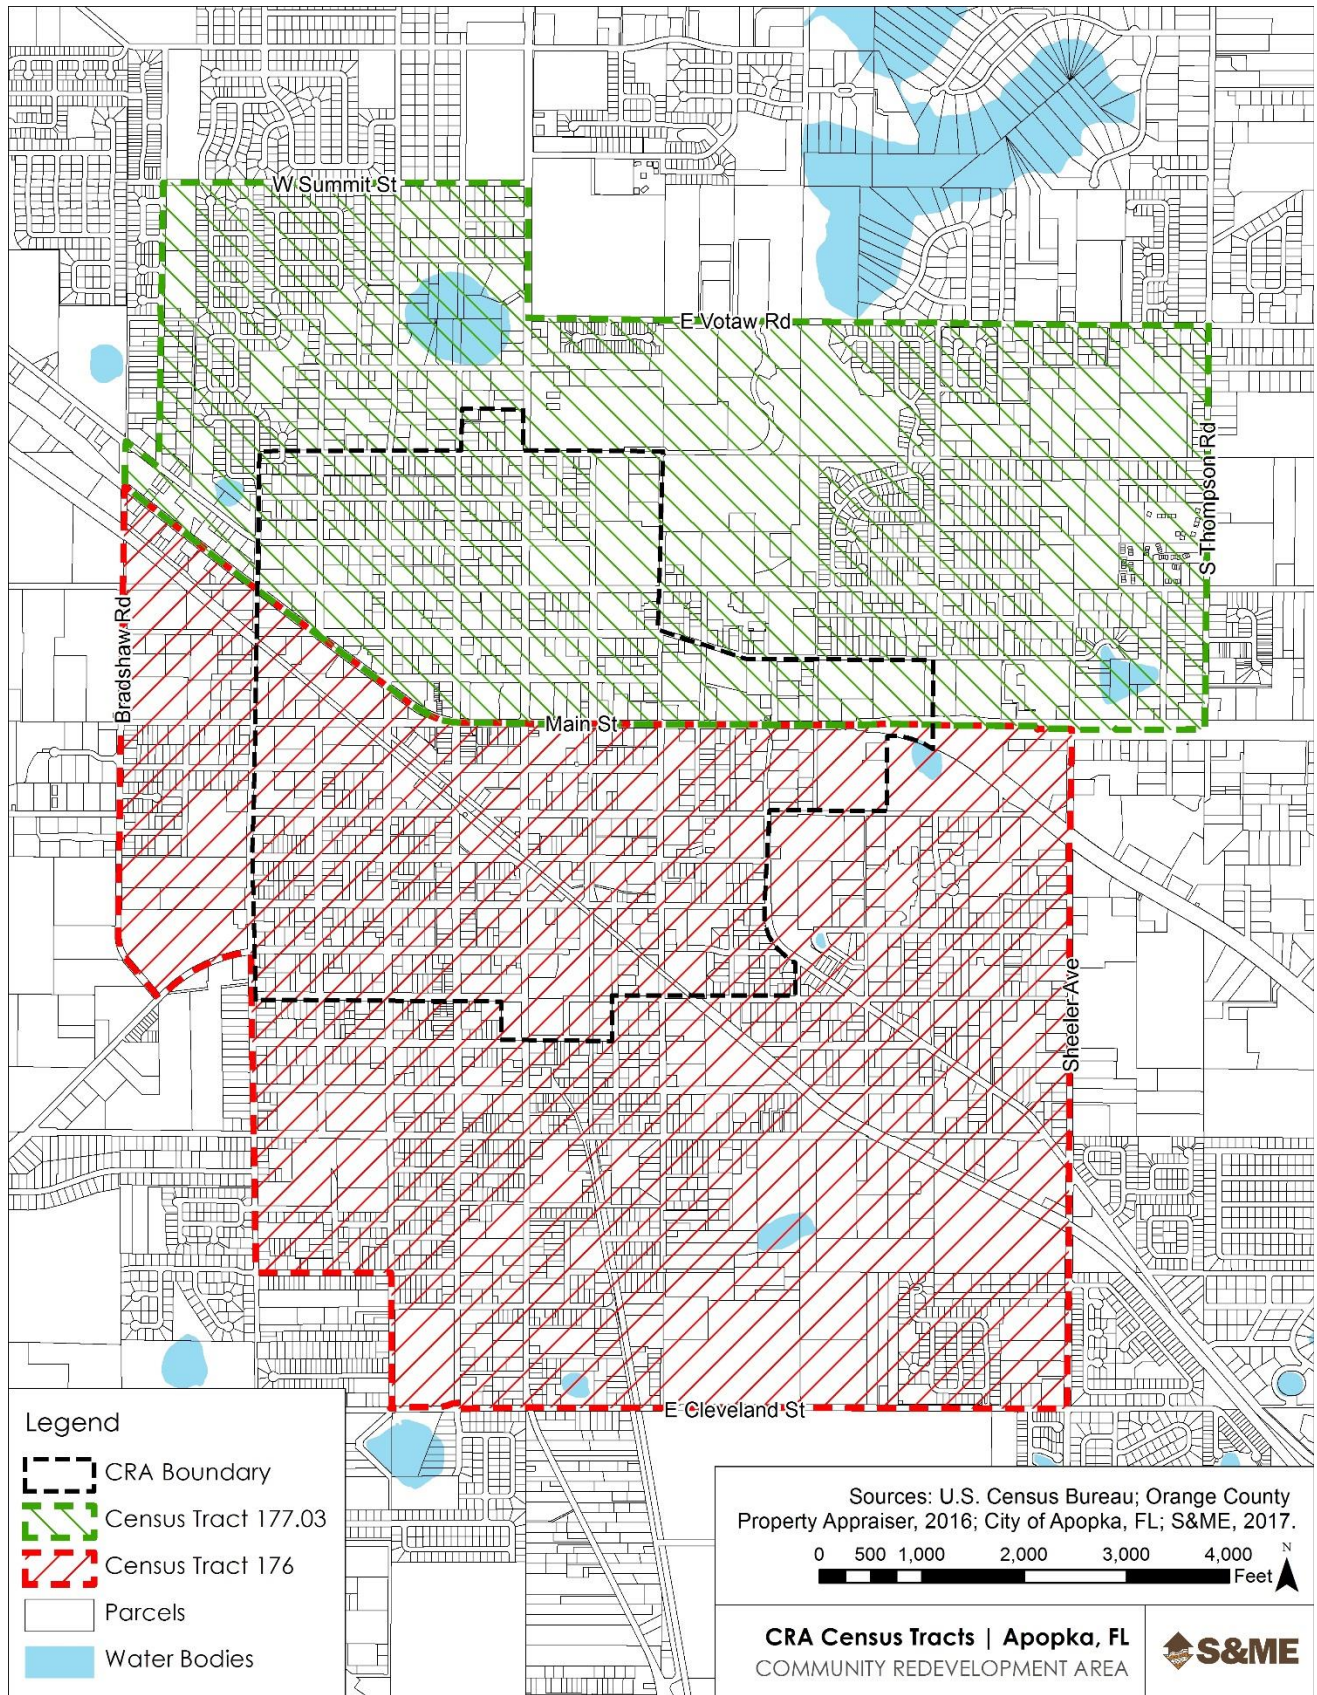 W Summit St
E Votaw Rd
S Thompson Rd
Bradshaw Rd
Main St
Sheeler Ave
E Cleveland St
Legend
CRA Boundary
Census Tract 177.03
Census Tract 176
Parcels
Water Bodies
Sources: U.S. Census Bureau; Orange County
Property Appraiser, 2016; City of Apopka, FL; S&ME, 2017.
0 500 1,000 2,000 3,000 4,000
Feet
N
CRA Census Tracts | Apopka, FL
COMMUNITY REDEVELOPMENT AREA
S&ME